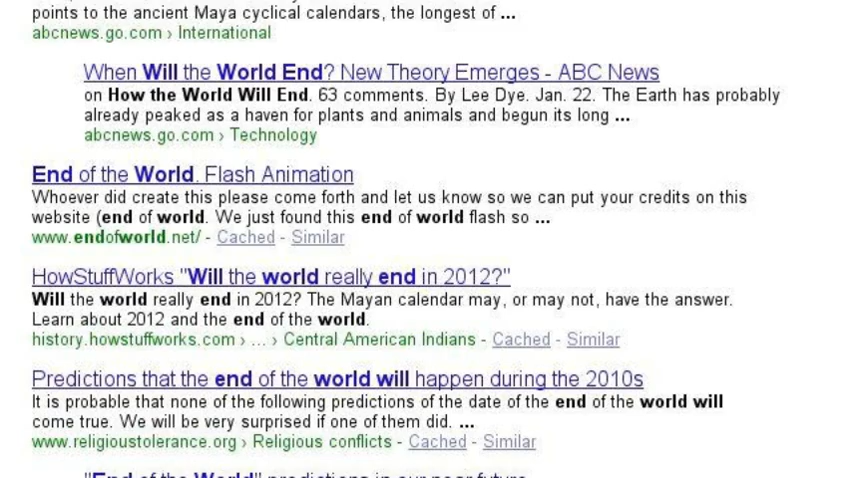 points to the ancient Maya cyclical calendars, the longest of ...
abcnews.go.com › International
When Will the World End? New Theory Emerges - ABC News
on How the World Will End. 63 comments. By Lee Dye. Jan. 22. The Earth has probably
already peaked as a haven for plants and animals and begun its long ...
abcnews.go.com › Technology
End of the World. Flash Animation
Whoever did create this please come forth and let us know so we can put your credits on this
website (end of world. We just found this end of world flash so ...
www.endofworld.net/ - Cached - Similar
HowStuffWorks "Will the world really end in 2012?"
Will the world really end in 2012? The Mayan calendar may, or may not, have the answer.
Learn about 2012 and the end of the world.
history.howstuffworks.com › ... › Central American Indians - Cached - Similar
Predictions that the end of the world will happen during the 2010s
It is probable that none of the following predictions of the date of the end of the world will
come true. We will be very surprised if one of them did. ...
www.religioustolerance.org › Religious conflicts - Cached - Similar
"End of the World" predictions in our near future